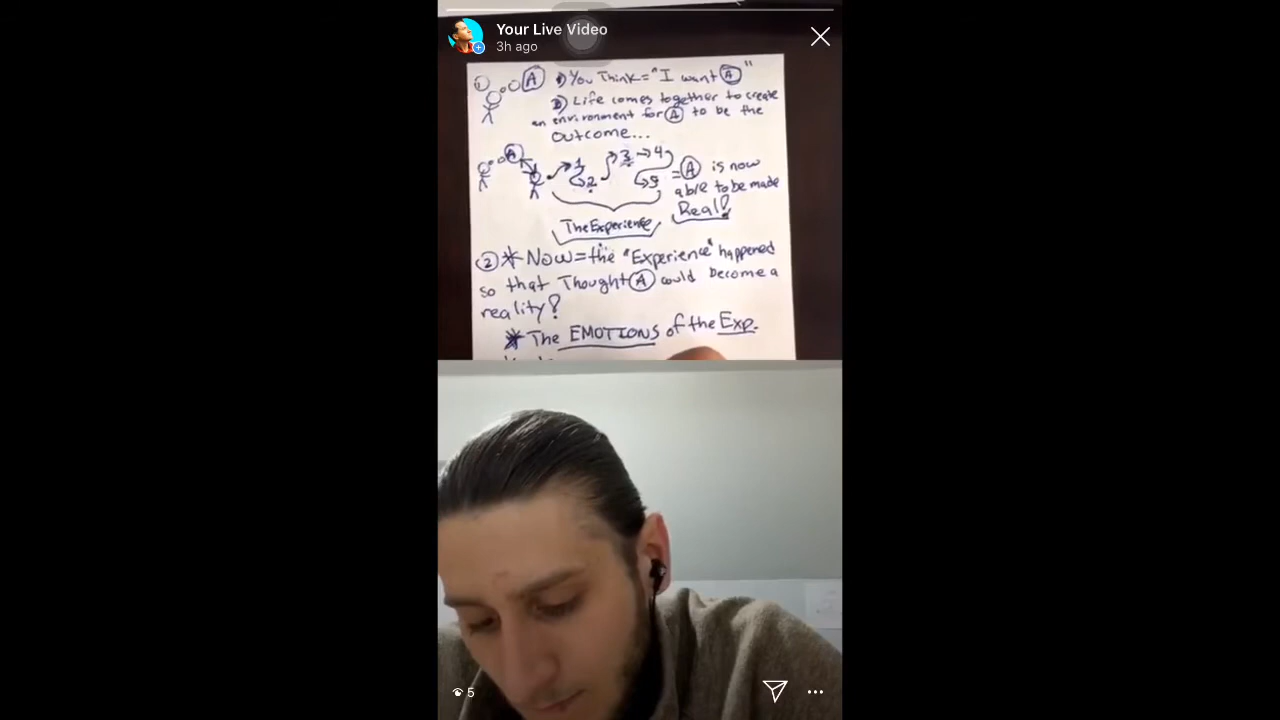 Your Live Video
3h ago
A 1) You Think = "I want A"
2) Life comes together to create
an environment for A to be the
outcome...
A 1 2 3 → 4 5 = A is now
able to be made
Real!
The Experience
2 * Now = the "Experience" happened
so that Thought A could become a
reality?
* The EMOTIONS of the Exp.
5